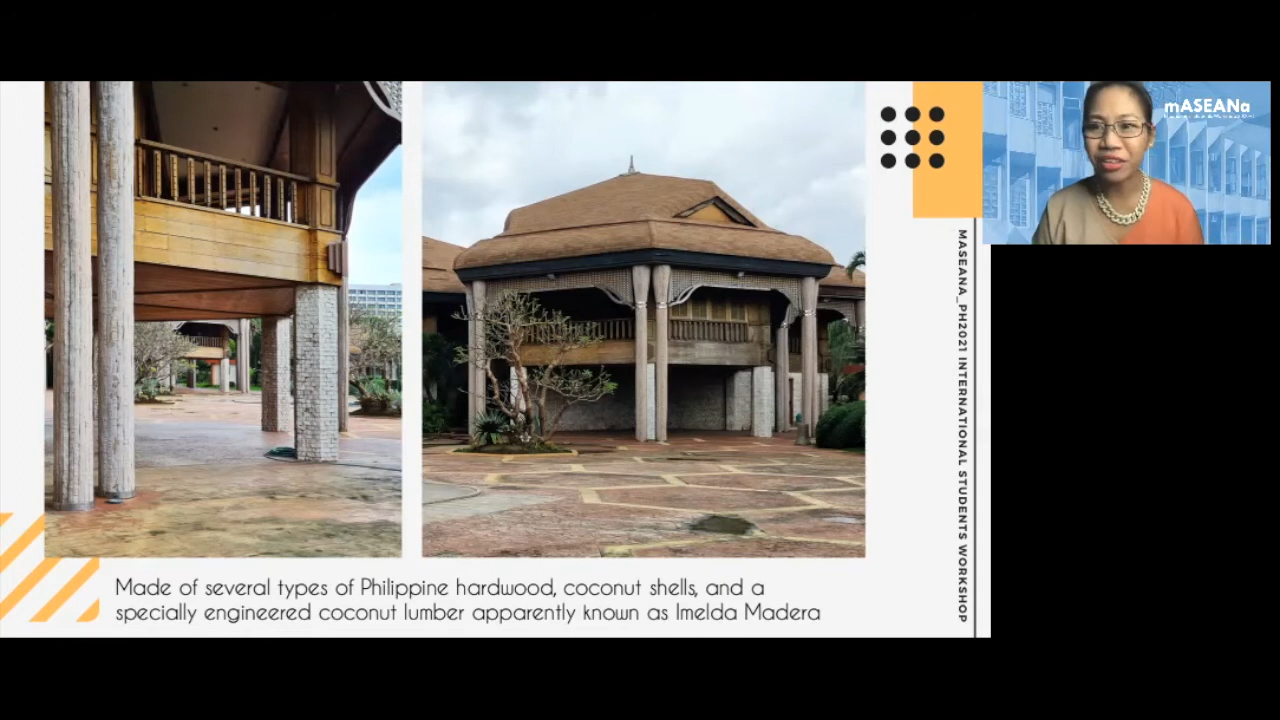 mASEANa
MASEANA_PH2021 INTERNATIONAL STUDENTS WORKSHOP
Made of several types of Philippine hardwood, coconut shells, and a
specially engineered coconut lumber apparently known as Imelda Madera